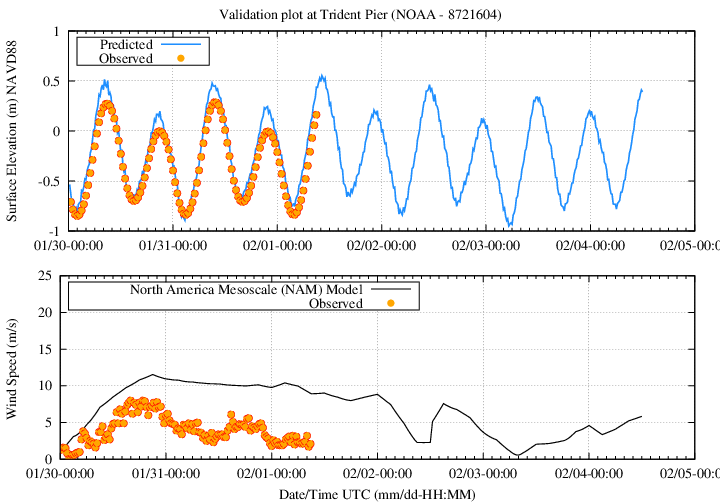 Validation plot at Trident Pier (NOAA - 8721604)
Surface Elevation (m) NAVD88
Predicted
Observed
1
0.5
0
-0.5
-1
01/30-00:00 01/31-00:00 02/01-00:00 02/02-00:00 02/03-00:00 02/04-00:00 02/05-00:0
Wind Speed (m/s)
North America Mesoscale (NAM) Model
Observed
25
20
15
10
5
0
01/30-00:00 01/31-00:00 02/01-00:00 02/02-00:00 02/03-00:00 02/04-00:00 02/05-00:0
Date/Time UTC (mm/dd-HH:MM)